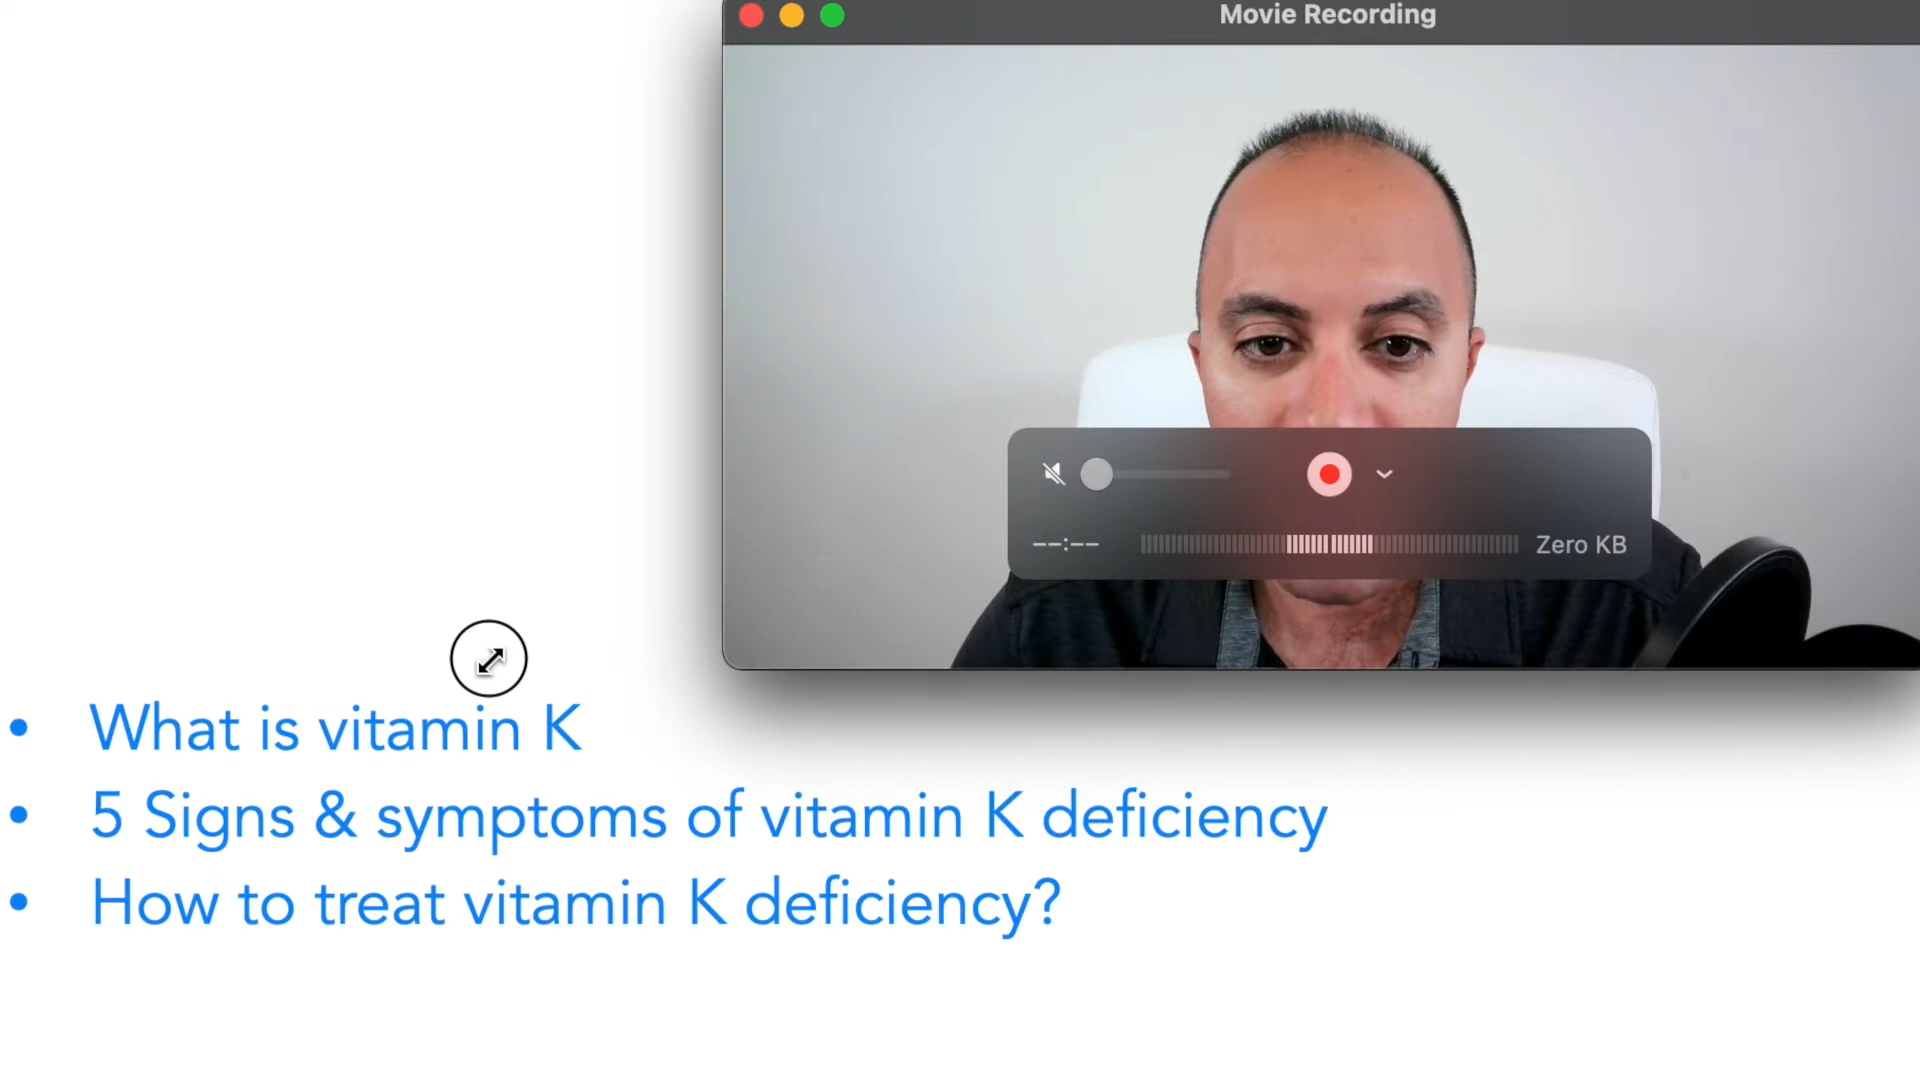 Movie Recording
--:--
Zero KB
• What is vitamin K
• 5 Signs & symptoms of vitamin K deficiency
• How to treat vitamin K deficiency?